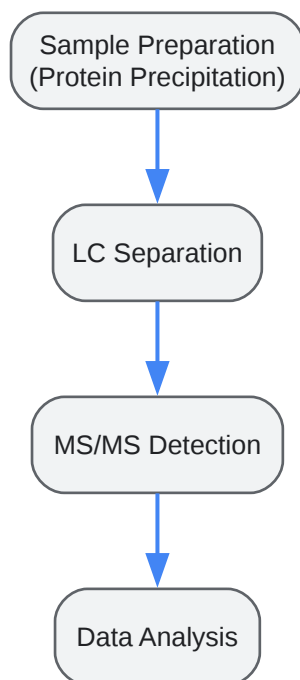 Sample Preparation
(Protein Precipitation)
LC Separation
MS/MS Detection
Data Analysis